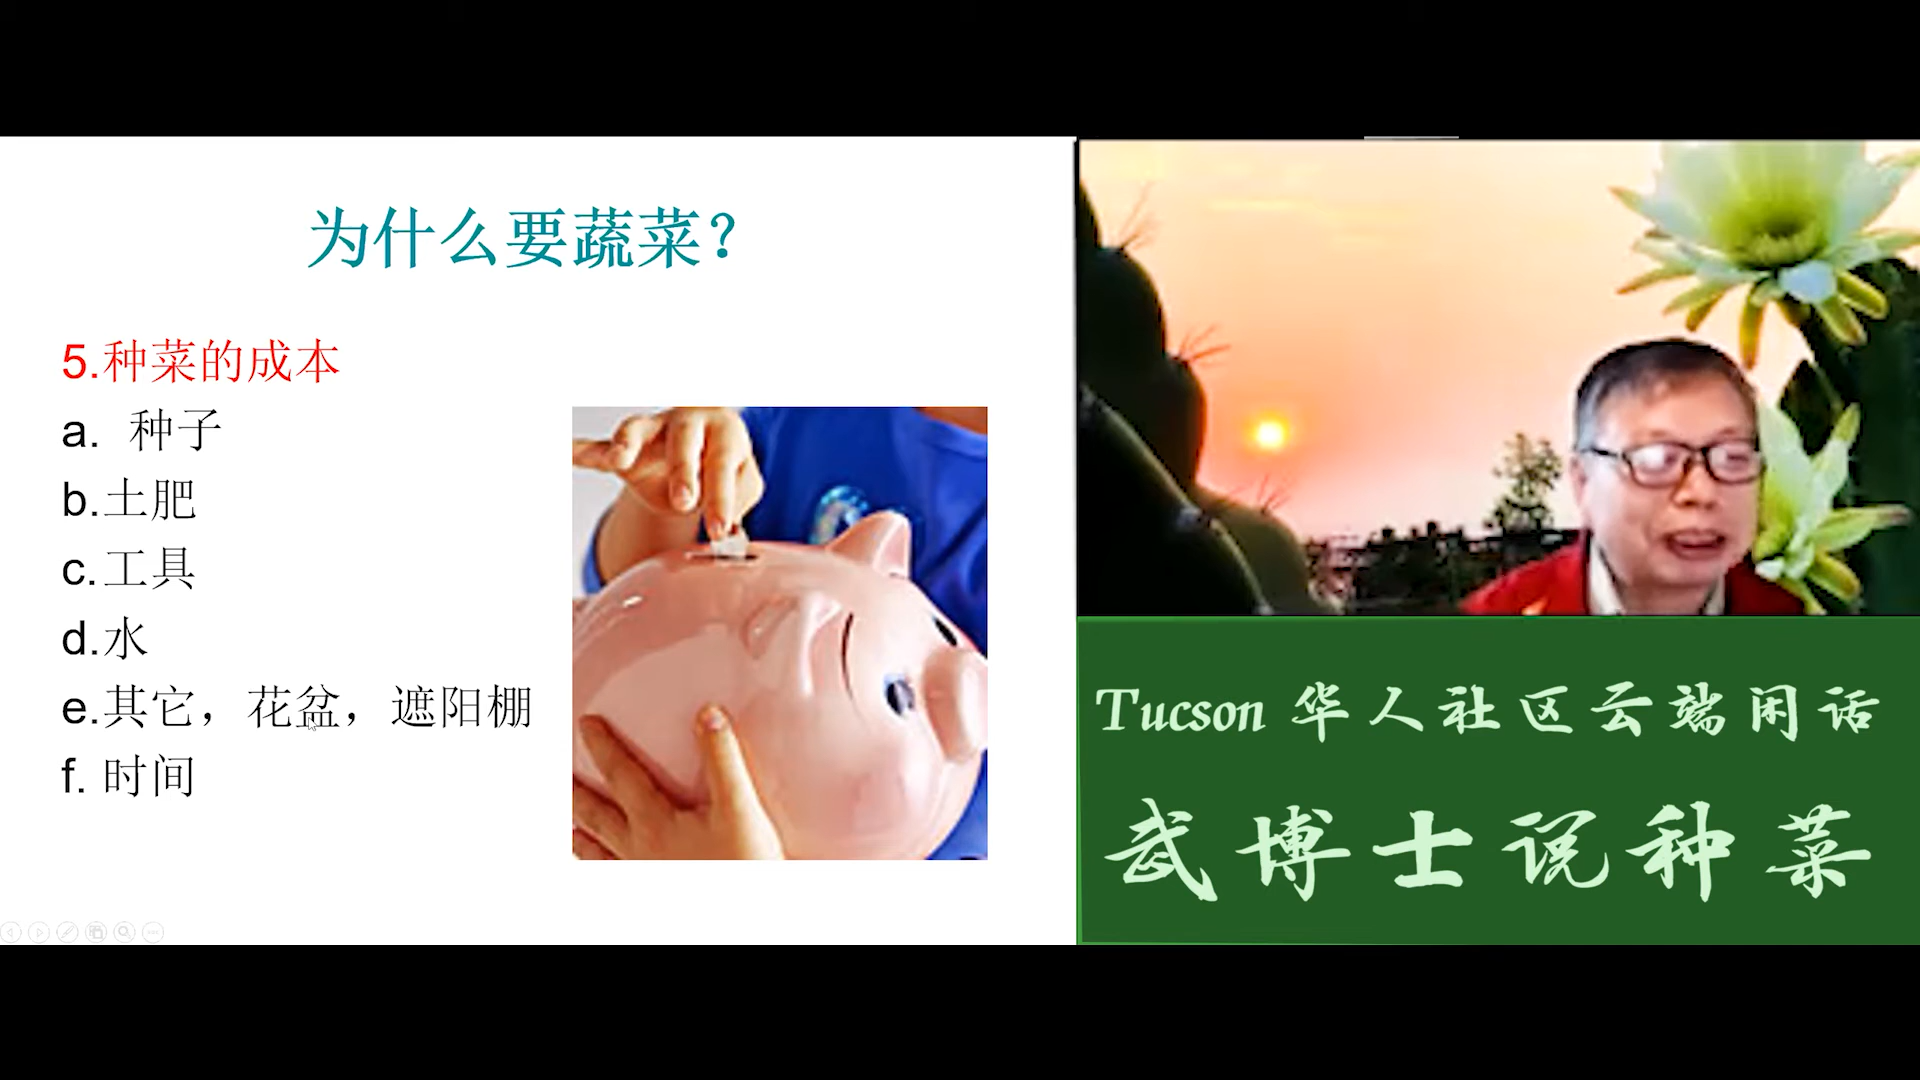 为什么要蔬菜？
5.种菜的成本
a. 种子
b.土肥
c.工具
d.水
e.其它，花盆，遮阳棚
f. 时间
Tucson 华人社区云端闲话
武博士说种菜